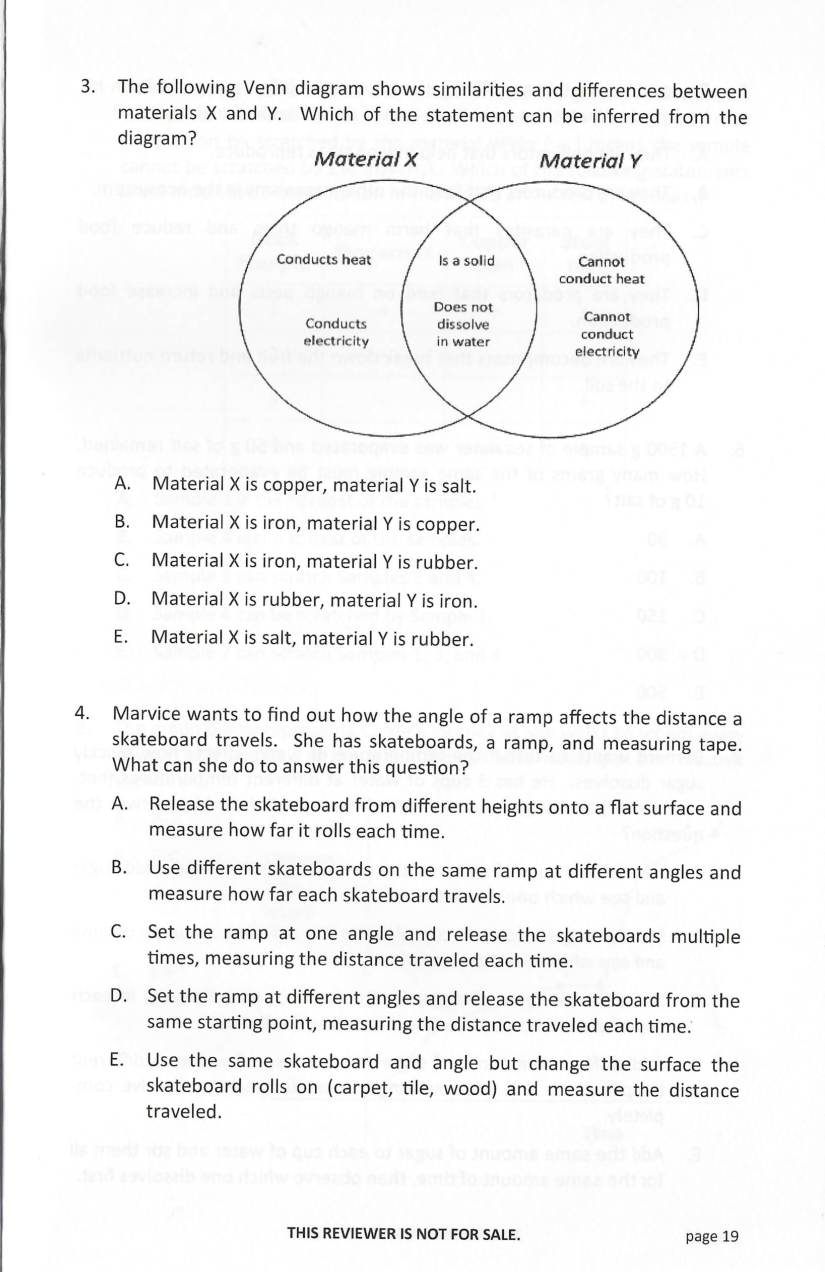 3. The following Venn diagram shows similarities and differences between
materials X and Y. Which of the statement can be inferred from the
diagram?
Material X
Material Y
Conducts heat
Conducts
electricity
Is a solid
Does not
dissolve
in water
Cannot
conduct heat
Cannot
conduct
electricity
A. Material X is copper, material Y is salt.
B. Material X is iron, material Y is copper.
C. Material X is iron, material Y is rubber.
D. Material X is rubber, material Y is iron.
E. Material X is salt, material Y is rubber.
4. Marvice wants to find out how the angle of a ramp affects the distance a
skateboard travels. She has skateboards, a ramp, and measuring tape.
What can she do to answer this question?
A. Release the skateboard from different heights onto a flat surface and
measure how far it rolls each time.
B. Use different skateboards on the same ramp at different angles and
measure how far each skateboard travels.
C. Set the ramp at one angle and release the skateboards multiple
times, measuring the distance traveled each time.
D. Set the ramp at different angles and release the skateboard from the
same starting point, measuring the distance traveled each time.
E. Use the same skateboard and angle but change the surface the
skateboard rolls on (carpet, tile, wood) and measure the distance
traveled.
THIS REVIEWER IS NOT FOR SALE.
page 19